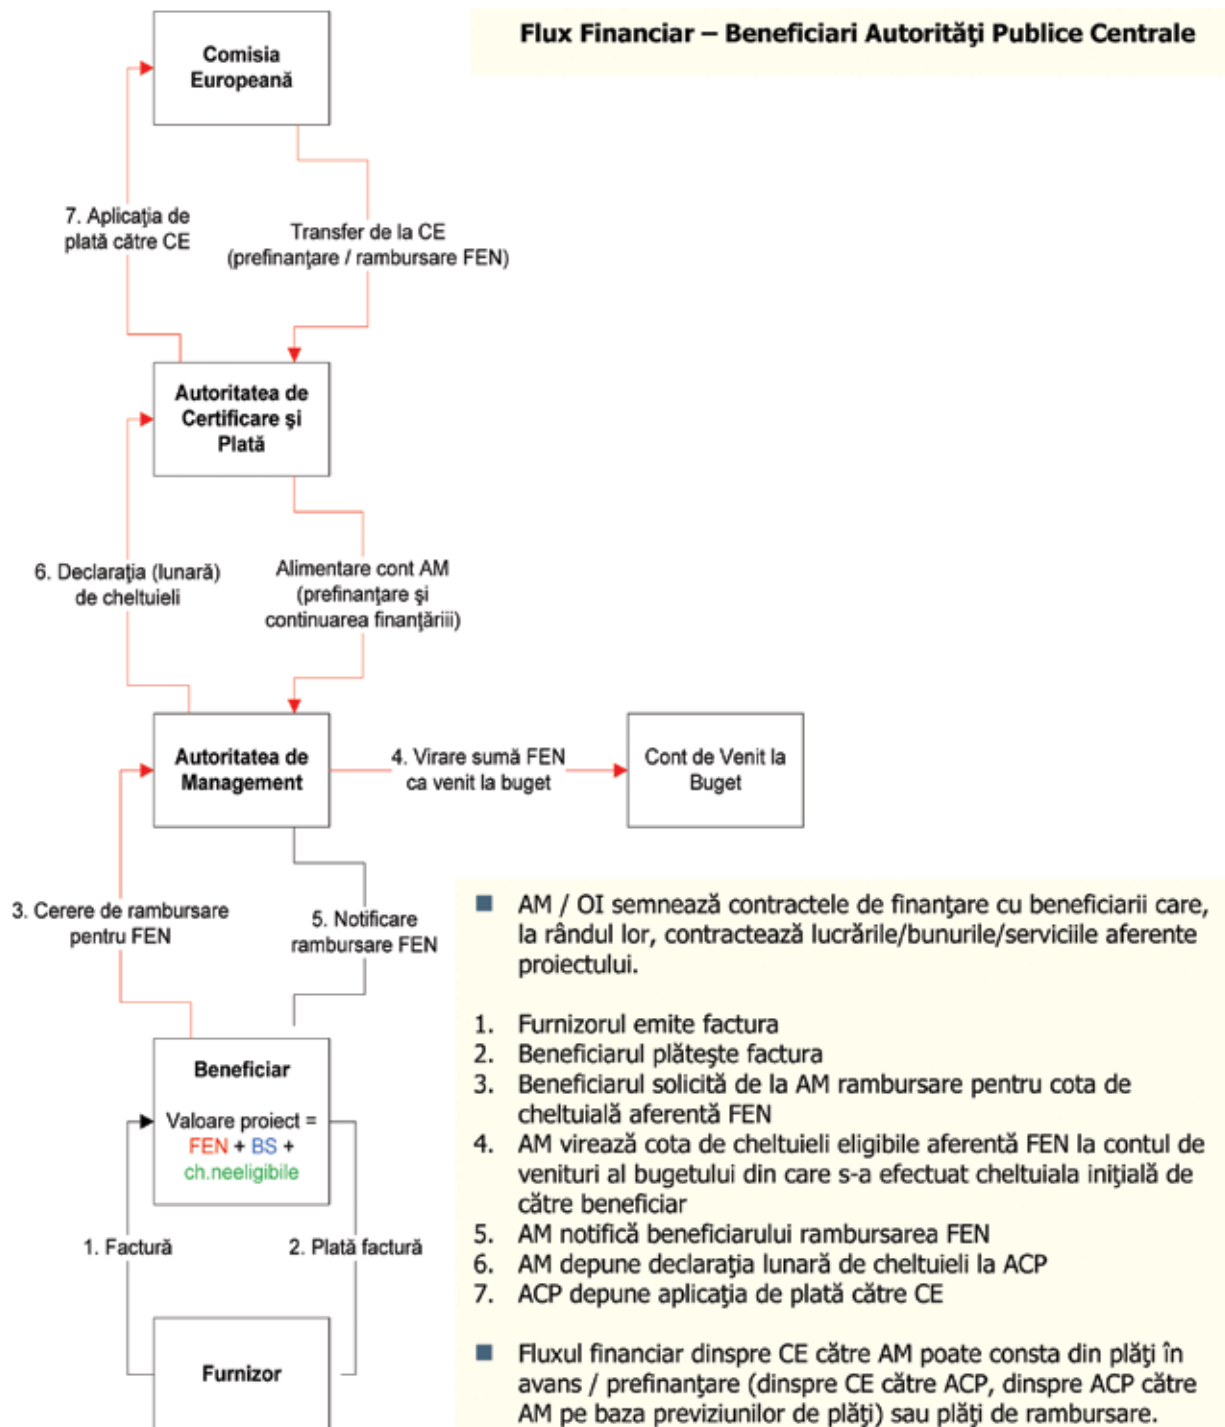 Flux Financiar – Beneficiari Autorităţi Publice Centrale
Comisia
Europeană
7. Aplicaţia de
plată către CE
Transfer de la CE
(prefinanţare / rambursare FEN)
Autoritatea de
Certificare şi
Plată
6. Declaraţia (lunară)
de cheltuieli
Alimentare cont AM
(prefinanţare şi
continuarea finanţăriii)
Autoritatea de
Management
4. Virare sumă FEN
ca venit la buget
Cont de Venit la
Buget
3. Cerere de rambursare
pentru FEN
5. Notificare
rambursare FEN
Beneficiar
Valoare proiect =
FEN + BS +
ch.neeligibile
1. Factură
2. Plată factură
Furnizor
AM / OI semnează contractele de finanţare cu beneficiarii care,
la rândul lor, contractează lucrările/bunurile/serviciile aferente
proiectului.
1. Furnizorul emite factura
2. Beneficiarul plăteşte factura
3. Beneficiarul solicită de la AM rambursare pentru cota de
cheltuială aferentă FEN
4. AM virează cota de cheltuieli eligibile aferentă FEN la contul de
venituri al bugetului din care s-a efectuat cheltuiala iniţială de
către beneficiar
5. AM notifică beneficiarului rambursarea FEN
6. AM depune declaraţia lunară de cheltuieli la ACP
7. ACP depune aplicaţia de plată către CE
Fluxul financiar dinspre CE către AM poate consta din plăţi în
avans / prefinanţare (dinspre CE către ACP, dinspre ACP către
AM pe baza previziunilor de plăţi) sau plăţi de rambursare.